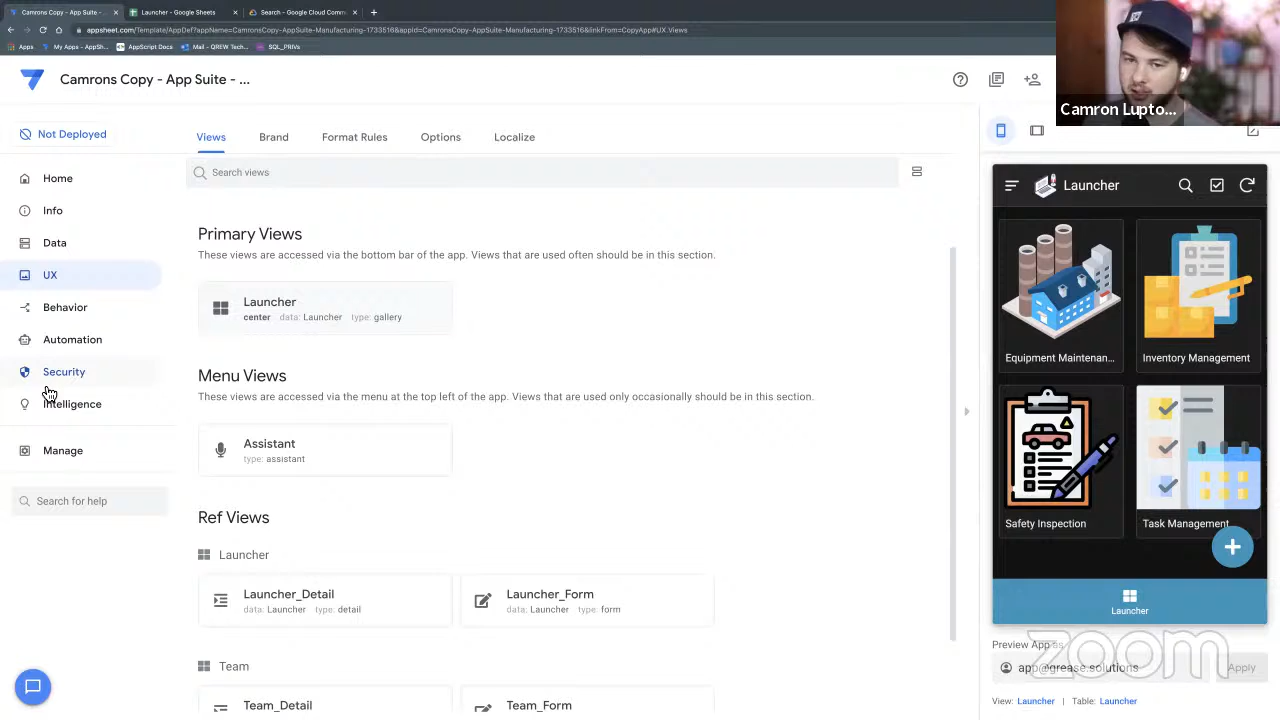 Camrons Copy - App Suite - Manu
Launcher - Google Sheets
Search - Google Cloud Comm
appsheet.com/Template/AppDef?appName=CamronsCopy-AppSuite-Manufacturing-1733516&appId=CamronsCopy-AppSuite-Manufacturing-1733516&linkFrom=CopyApp#UX.Views
Apps
My Apps - AppSh...
AppScript Docs
Mail - QREW Tech...
SQL_PRIVs
Camrons Copy - App Suite - ...
Camron Lupto...
Not Deployed
Home
Info
Data
UX
Behavior
Automation
Security
Intelligence
Manage
Search for help
Views
Brand
Format Rules
Options
Localize
Search views
Primary Views
These views are accessed via the bottom bar of the app. Views that are used often should be in this section.
Launcher
center data: Launcher type: gallery
Menu Views
These views are accessed via the menu at the top left of the app. Views that are used only occasionally should be in this section.
Assistant
type: assistant
Ref Views
Launcher
Launcher_Detail
data: Launcher type: detail
Launcher_Form
data: Launcher type: form
Team
Team_Detail
Team_Form
Launcher
Equipment Maintenan...
Inventory Management
Safety Inspection
Task Management
Launcher
Preview App as
app@grease.solutions
Apply
zoom
View: Launcher | Table: Launcher